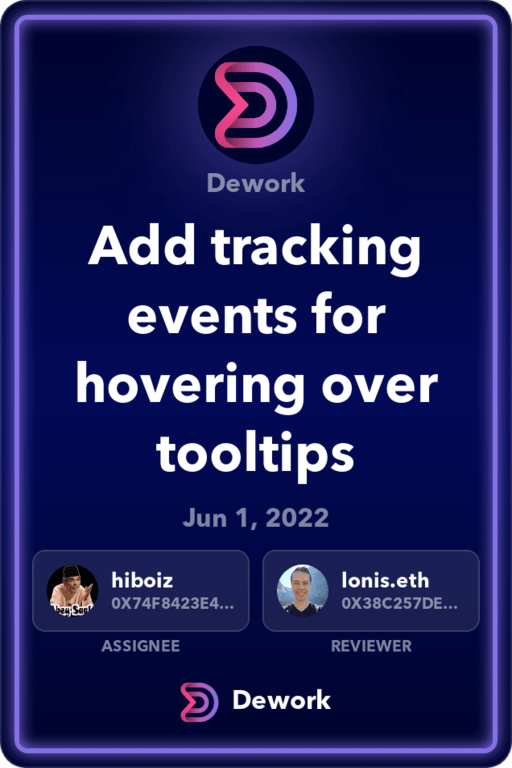 Dework
Add tracking
events for
hovering over
tooltips
Jun 1, 2022
hiboiz
0X74F8423E4...
ASSIGNEE
lonis.eth
0X38C257DE...
REVIEWER
Dework